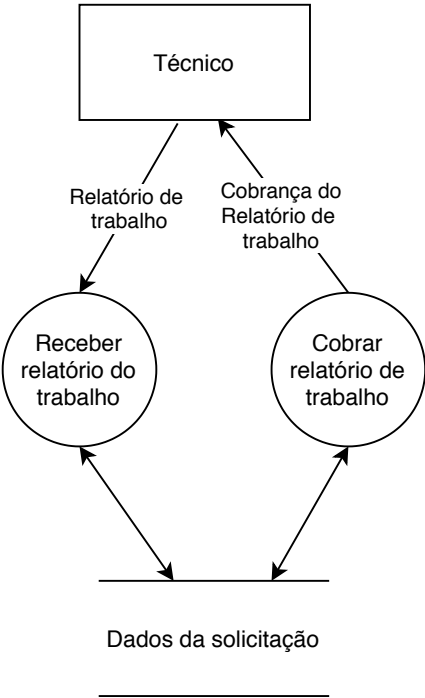 Técnico
Relatório de
trabalho
Cobrança do
Relatório de
trabalho
Receber
relatório do
trabalho
Cobrar
relatório de
trabalho
Dados da solicitação